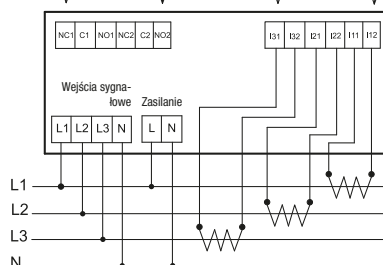 NC1 C1 NO1 NC2 C2 NO2 I31 I32 I21 I22 I11 I12
Wejścia sygna-
łowe Zasilanie
L1 L2 L3 N L N
L1
L2
L3
N